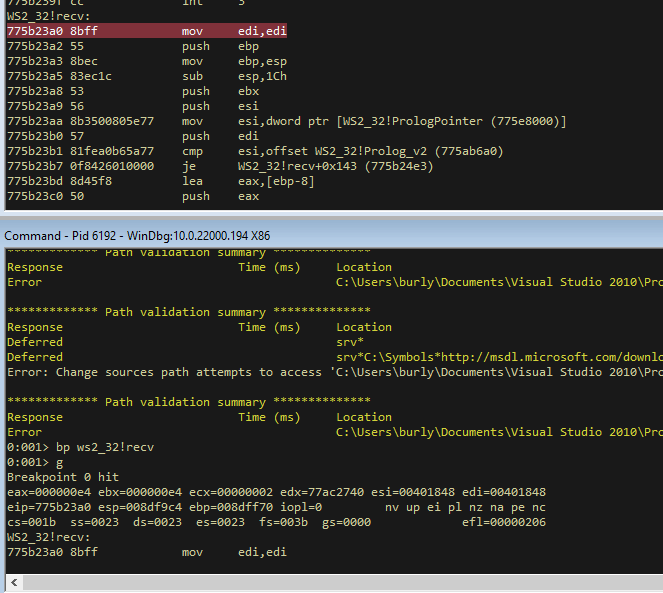 775b239f cc int 3
WS2_32!recv:
775b23a0 8bff mov edi,edi
775b23a2 55 push ebp
775b23a3 8bec mov ebp,esp
775b23a5 83ec1c sub esp,1Ch
775b23a8 53 push ebx
775b23a9 56 push esi
775b23aa 8b3500805e77 mov esi,dword ptr [WS2_32!PrologPointer (775e8000)]
775b23b0 57 push edi
775b23b1 81fea0b65a77 cmp esi,offset WS2_32!Prolog_v2 (775ab6a0)
775b23b7 0f8426010000 je WS2_32!recv+0x143 (775b24e3)
775b23bd 8d45f8 lea eax,[ebp-8]
775b23c0 50 push eax
Command - Pid 6192 - WinDbg:10.0.22000.194 X86
************* Path validation summary **************
Response Time (ms) Location
Error C:\Users\burly\Documents\Visual Studio 2010\Pro
************* Path validation summary **************
Response Time (ms) Location
Deferred srv*
Deferred srv*C:\Symbols*http://msdl.microsoft.com/downlo
Error: Change sources path attempts to access 'C:\Users\burly\Documents\Visual Studio 2010\Pro
************* Path validation summary **************
Response Time (ms) Location
Error C:\Users\burly\Documents\Visual Studio 2010\Pro
0:001> bp ws2_32!recv
0:001> g
Breakpoint 0 hit
eax=000000e4 ebx=000000e4 ecx=00000002 edx=77ac2740 esi=00401848 edi=00401848
eip=775b23a0 esp=008df9c4 ebp=008dff70 iopl=0 nv up ei pl nz na pe nc
cs=001b ss=0023 ds=0023 es=0023 fs=003b gs=0000 efl=00000206
WS2_32!recv:
775b23a0 8bff mov edi,edi